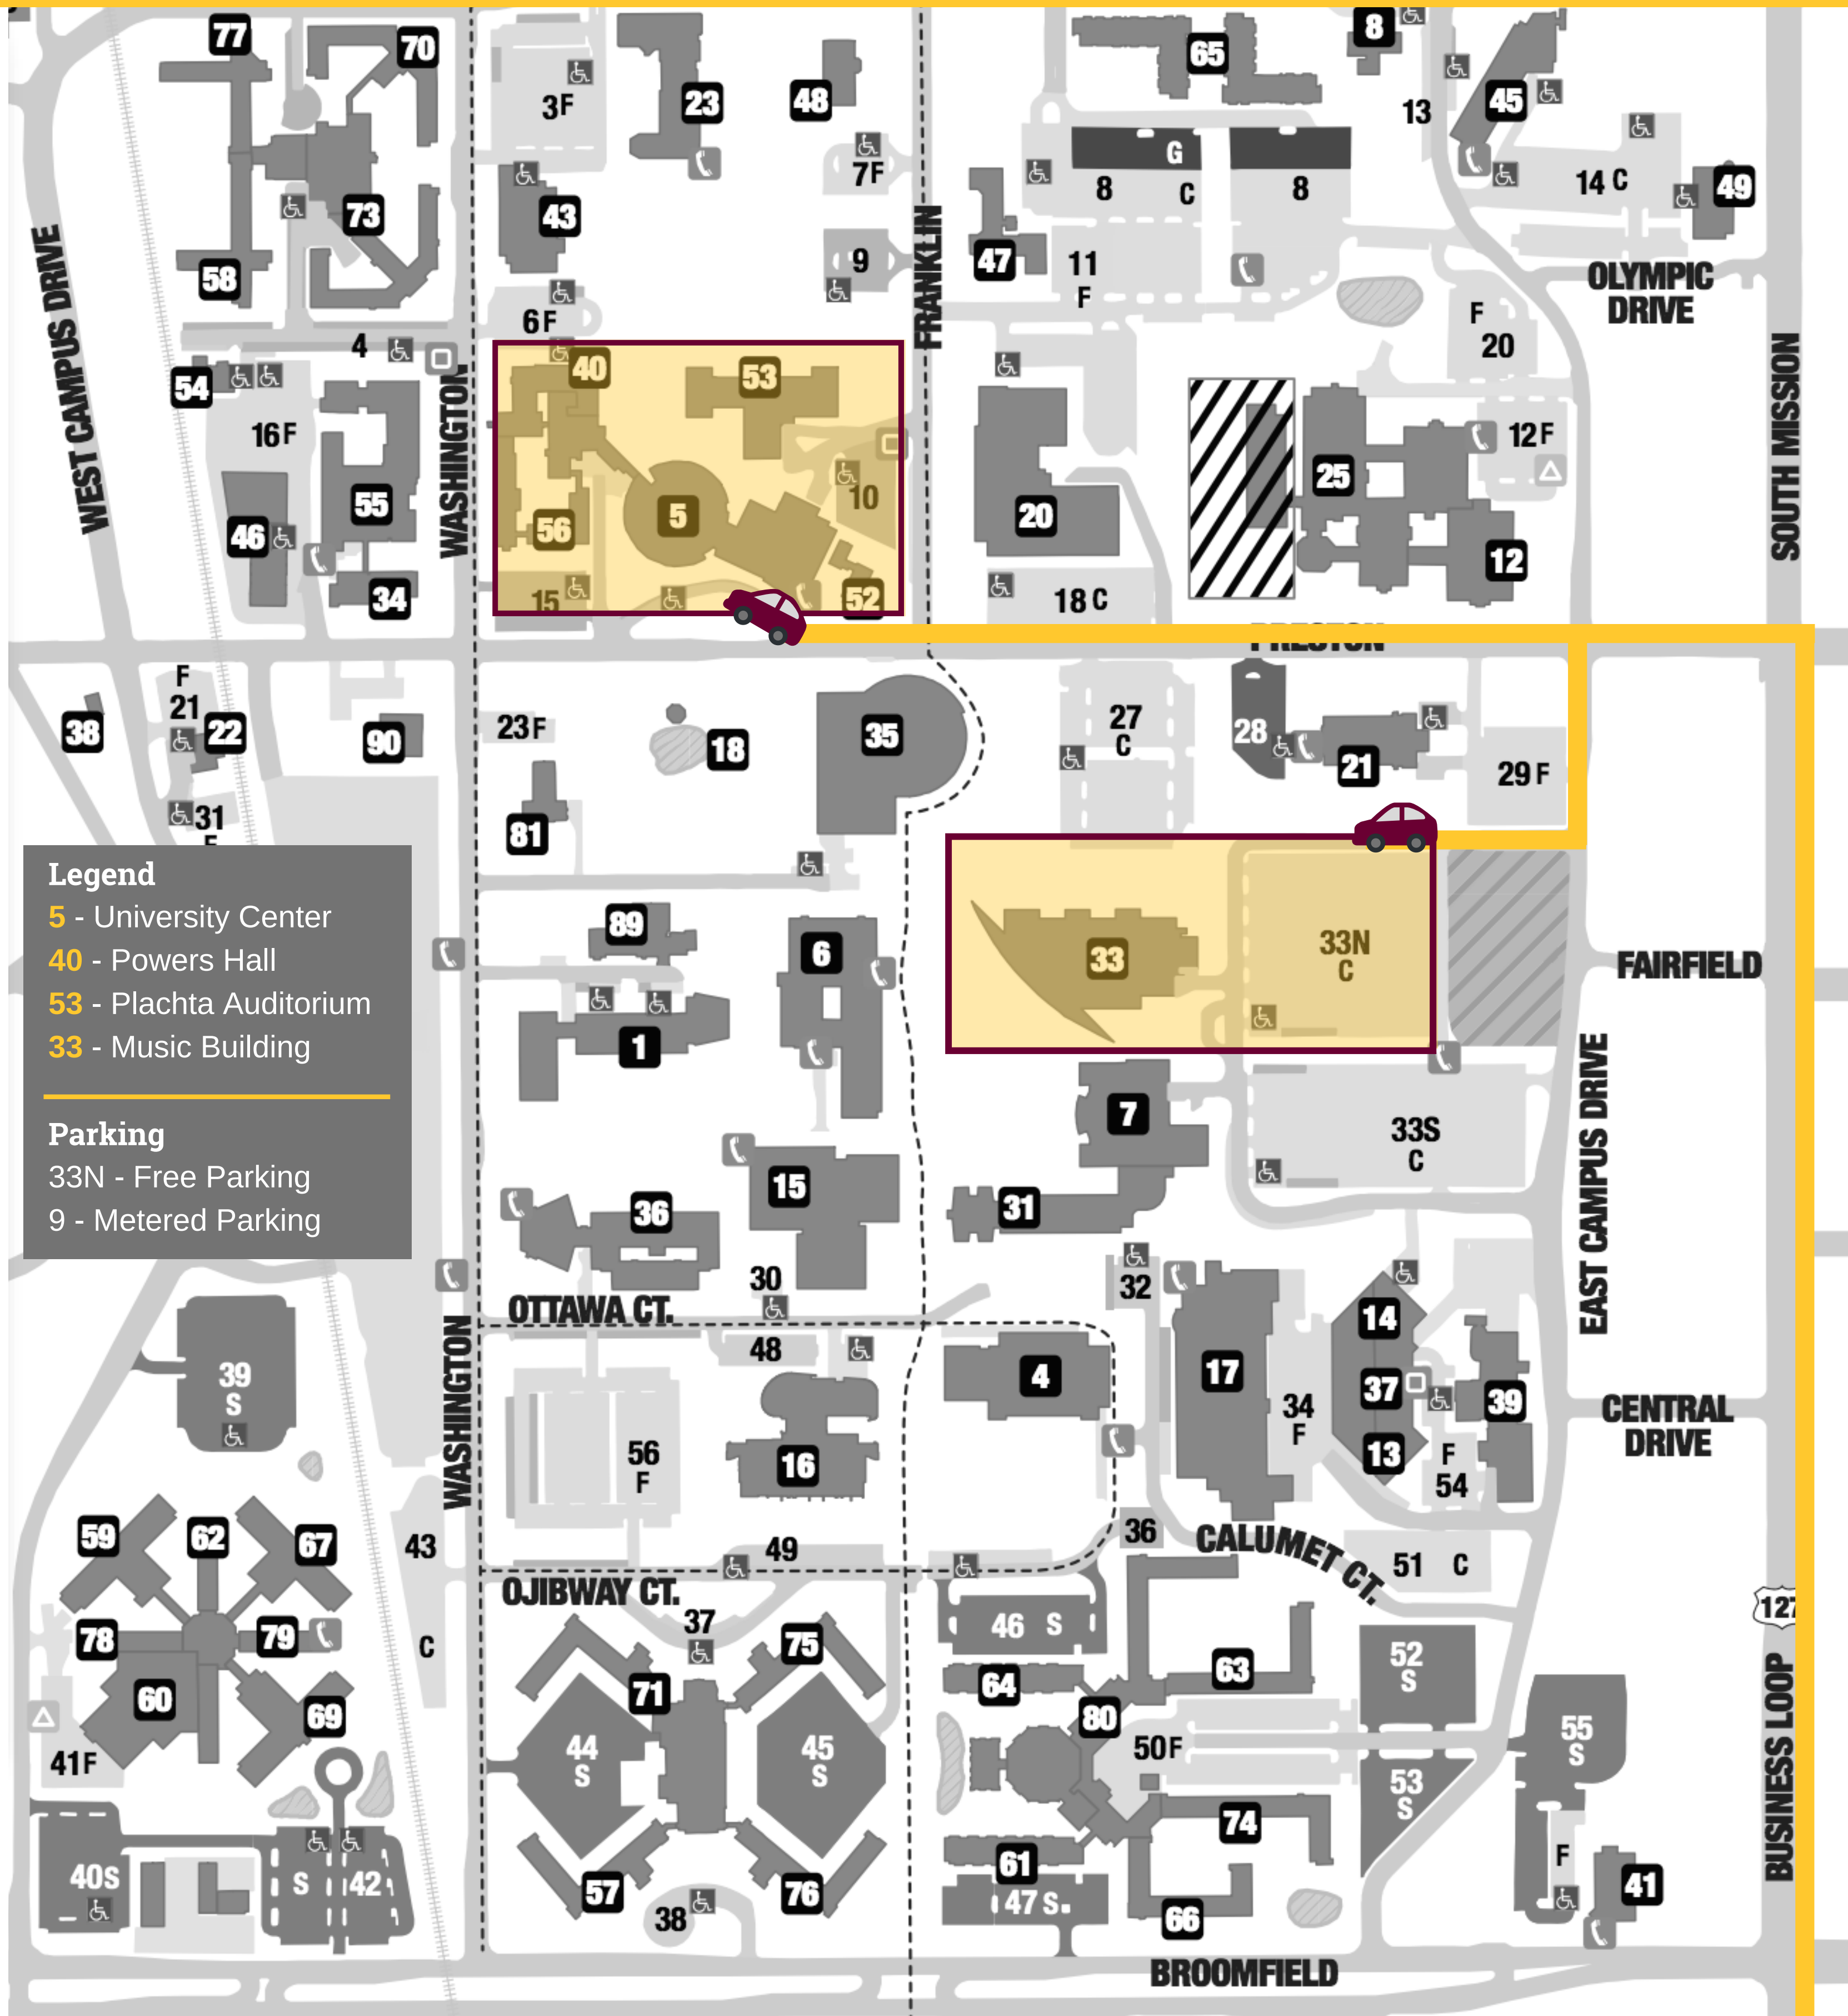 77
70
3F
23
48
65
8
13
45
7F
G
8
C
8
14 C
49
73
43
58
9
47
11
F
FRANKLIN
OLYMPIC
DRIVE
WEST CAMPUS DRIVE
6F
4
F
20
54
40
53
16F
WASHINGTON
SOUTH MISSION
12F
25
55
46
56
5
10
20
12
34
15
52
18 C
PRESTON
F
21
22
38
90
23F
18
35
27
C
28
21
29F
81
31
F
Legend
5 - University Center
40 - Powers Hall
53 - Plachta Auditorium
33 - Music Building
Parking
33N - Free Parking
9 - Metered Parking
89
6
33
33N
C
FAIRFIELD
1
7
33S
C
EAST CAMPUS DRIVE
15
36
31
30
32
OTTAWA CT.
14
48
39
S
WASHINGTON
4
17
37
39
34
F
CENTRAL
DRIVE
56
F
16
13
F
54
59
62
67
43
49
36
CALUMET CT.
51 C
OJIBWAY CT.
127
78
79
C
37
75
46 S
63
52
S
60
69
71
64
80
41F
44
S
45
S
50F
53
S
55
S
BUSINESS LOOP
74
40S
S
42
57
76
61
F
41
38
47 S
66
BROOMFIELD